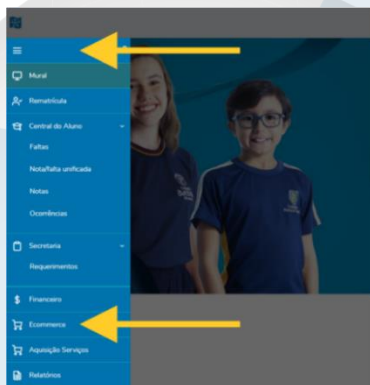 Mural
Rematrícula
Central do Aluno
Faltas
Nota/falta unificada
Notas
Ocorrências
Secretaria
Requerimentos
Financeiro
Ecommerce
Aquisição Serviços
Relatórios